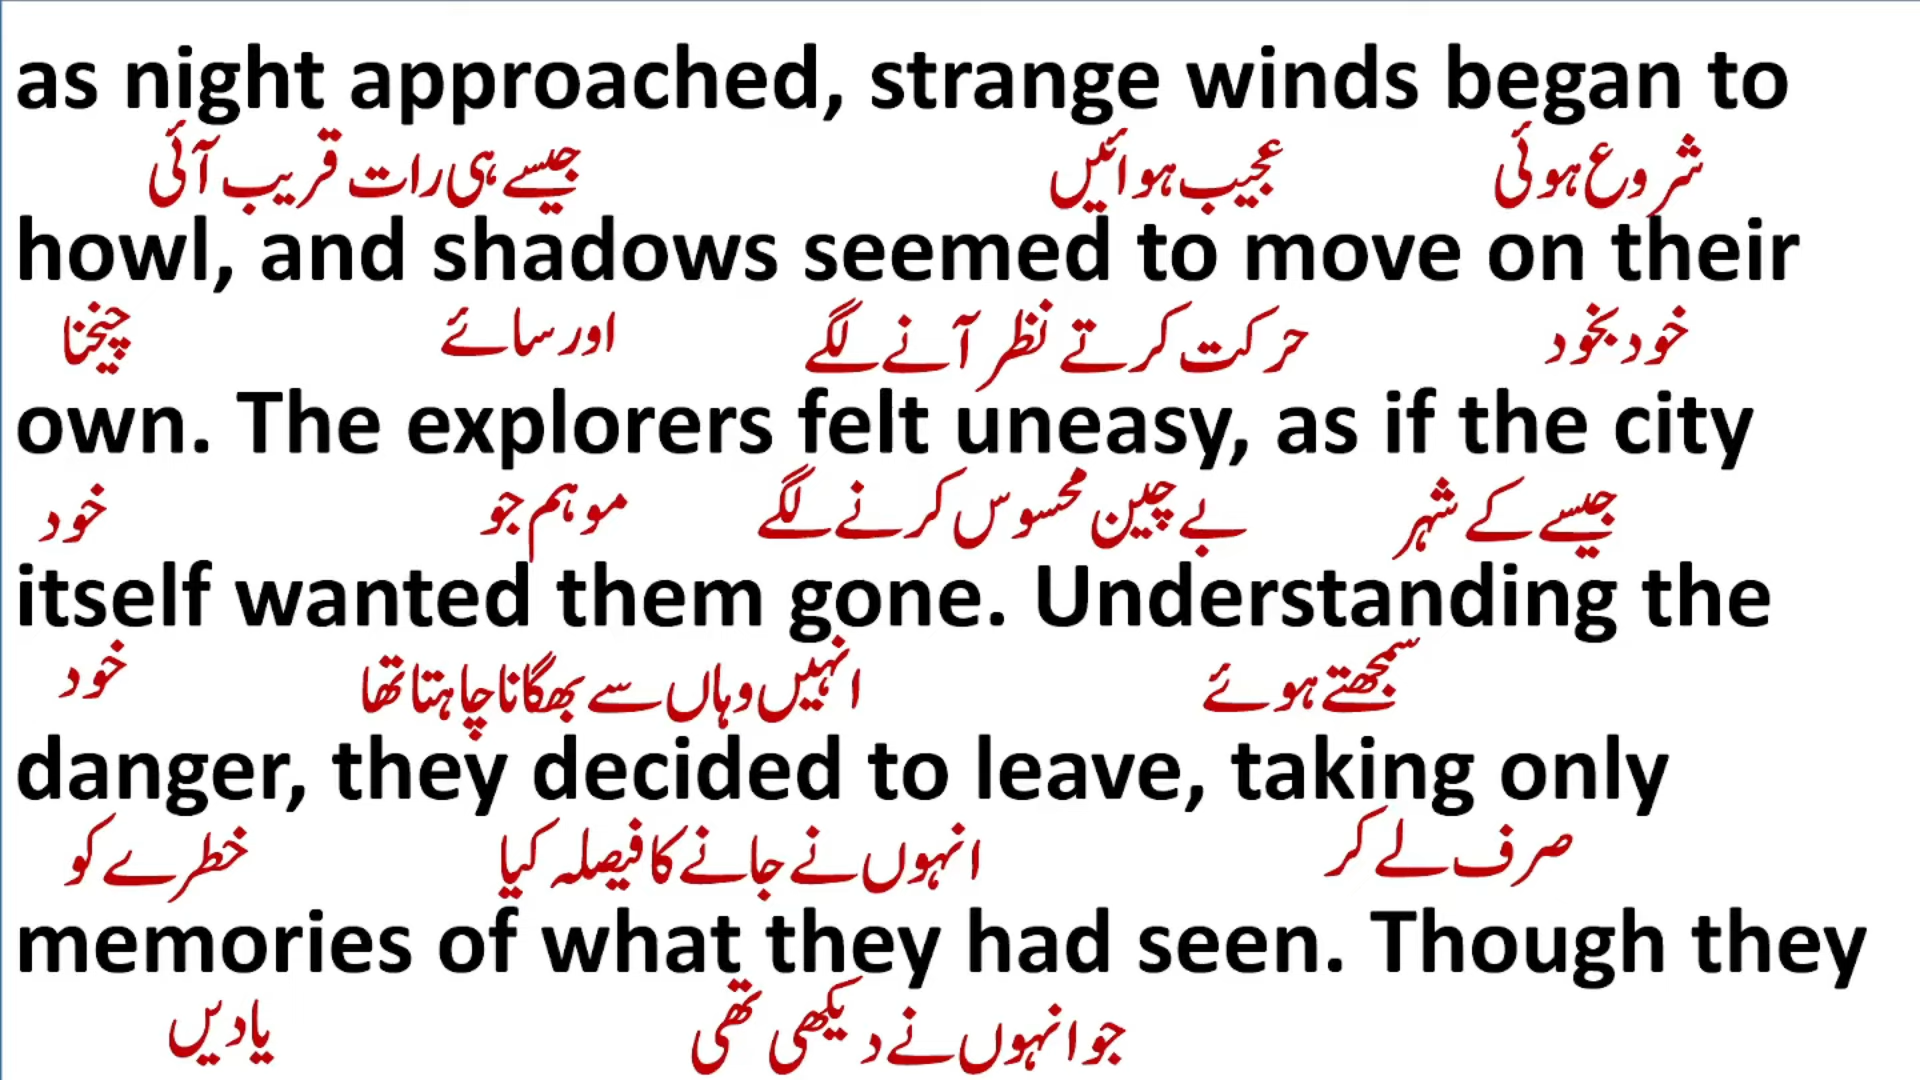 as night approached, strange winds began to
جیسے ہی رات قریب آئی عجیب ہوائیں شروع ہوئی
howl, and shadows seemed to move on their
چیخنا اور سائے حرکت کرتے نظر آنے لگے خود بخود
own. The explorers felt uneasy, as if the city
خود موہم جو بے چین محسوس کرنے لگے جیسے کے شہر
itself wanted them gone. Understanding the
خود انہیں وہاں سے بھگانا چاہتا تھا سمجھتے ہوئے
danger, they decided to leave, taking only
خطرے کو انہوں نے جانے کا فیصلہ کیا صرف لے کر
memories of what they had seen. Though they
یادیں جو انہوں نے دیکھی تھی